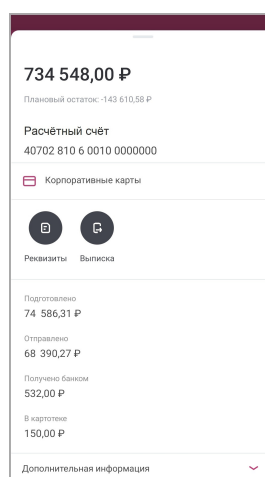 734 548,00 ₽
Плановый остаток: -143 610,58 ₽
Расчётный счёт
40702 810 6 0010 0000000
Корпоративные карты
Реквизиты Выписка
Подготовлено
74 586,31 ₽
Отправлено
68 390,27 ₽
Получено банком
532,00 ₽
В картотеке
150,00 ₽
Дополнительная информация